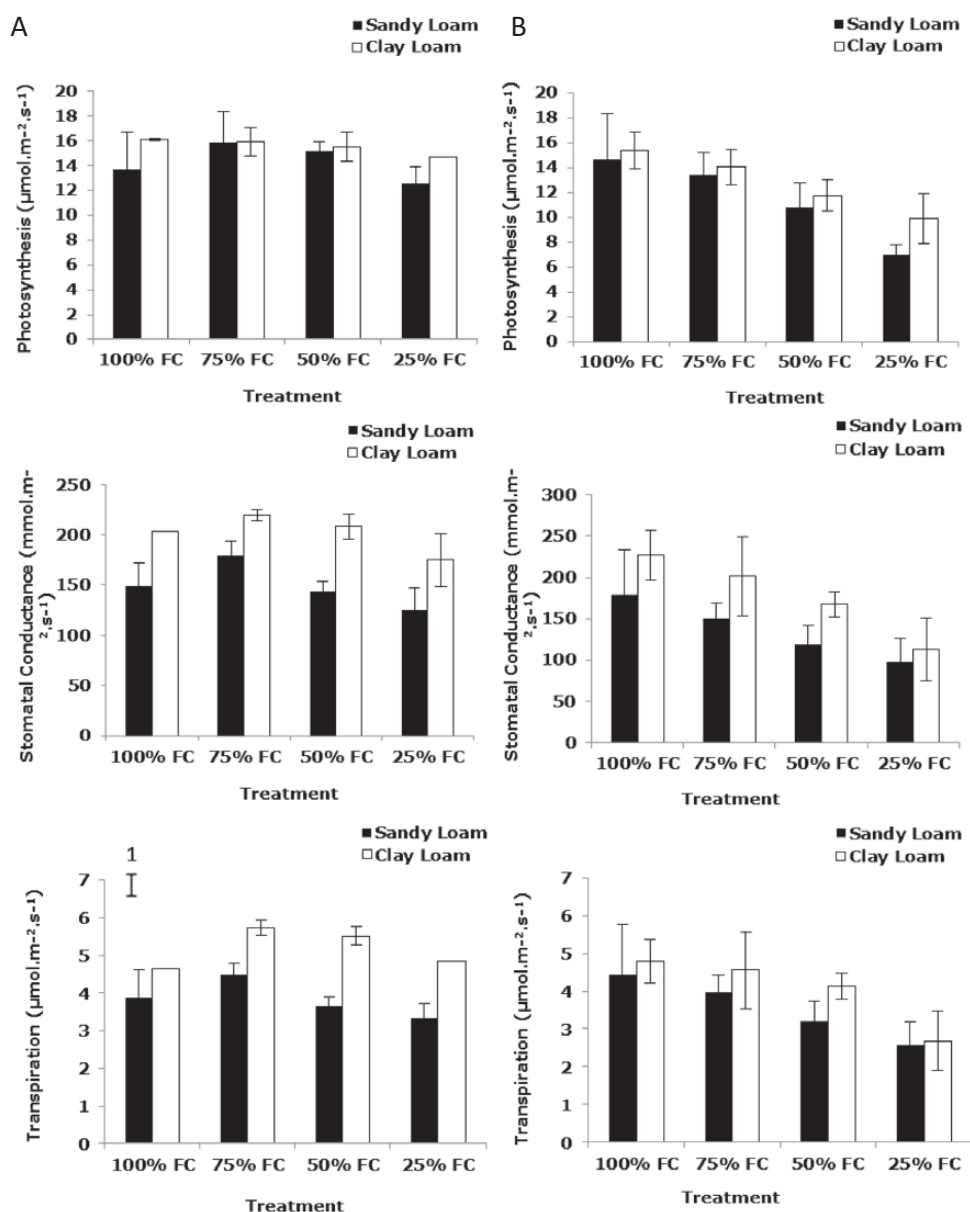 A
Sandy Loam
Clay Loam
Photosynthesis (µmol.m-².s-¹)
20
18
16
14
12
10
8
6
4
2
0
100% FC 75% FC 50% FC 25% FC
Treatment
B
Sandy Loam
Clay Loam
Photosynthesis (µmol.m-².s-¹)
20
18
16
14
12
10
8
6
4
2
0
100% FC 75% FC 50% FC 25% FC
Treatment
Sandy Loam
Clay Loam
Stomatal Conductance (mmol.m-
².s-¹)
250
200
150
100
50
0
100% FC 75% FC 50% FC 25% FC
Treatment
Sandy Loam
Clay Loam
Stomatal Conductance (mmol.m-
².s-¹)
300
250
200
150
100
50
0
100% FC 75% FC 50% FC 25% FC
Treatment
Sandy Loam
Clay Loam
1
Transpiration (µmol.m-².s-¹)
7
6
5
4
3
2
1
0
100% FC 75% FC 50% FC 25% FC
Treatment
Sandy Loam
Clay Loam
Transpiration (µmol.m-².s-¹)
7
6
5
4
3
2
1
0
100% FC 75% FC 50% FC 25% FC
Treatment